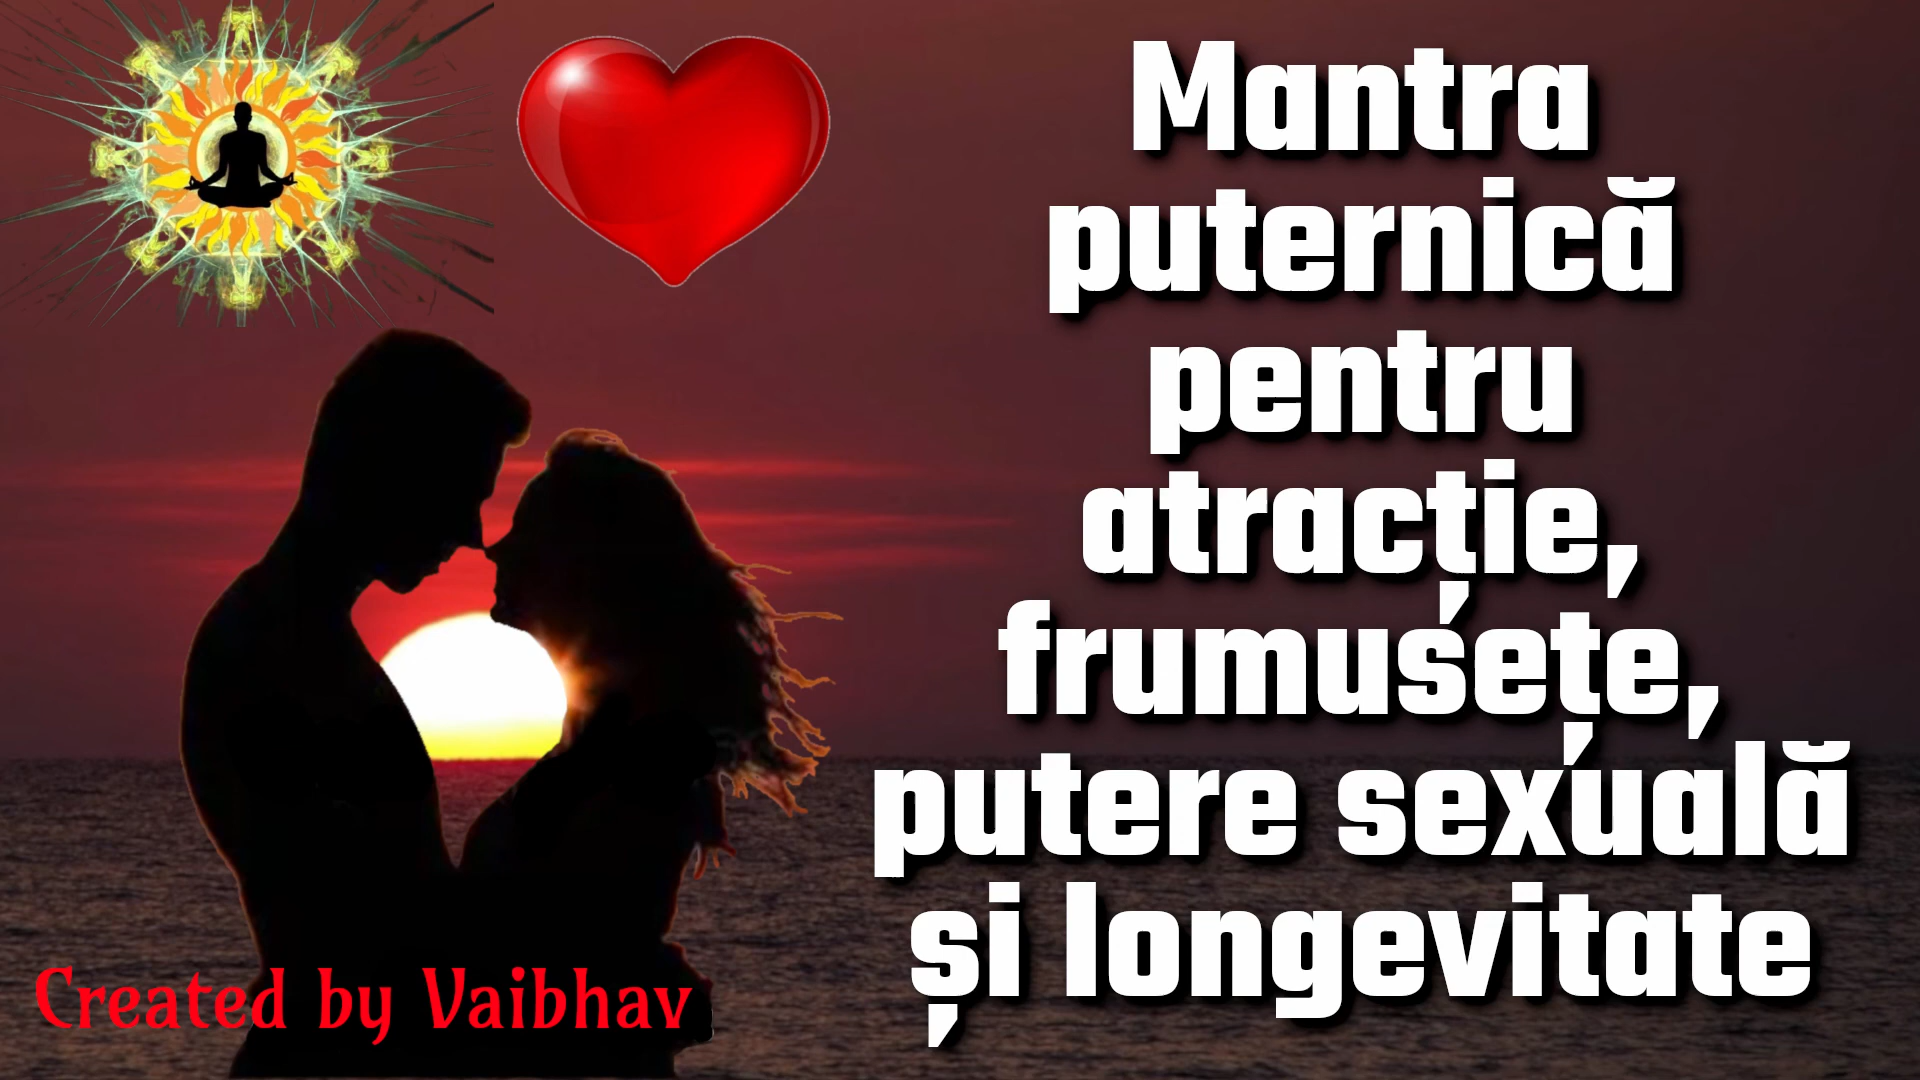 Mantra
puternică
pentru
atracție,
frumusețe,
putere sexuală
și longevitate
Created by Vaibhav